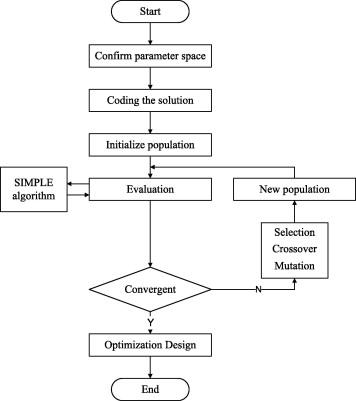 Start
Confirm parameter space
Coding the solution
Initialize population
SIMPLE
algorithm
Evaluation
New population
Selection
Crossover
Mutation
Convergent
N
Y
Optimization Design
End